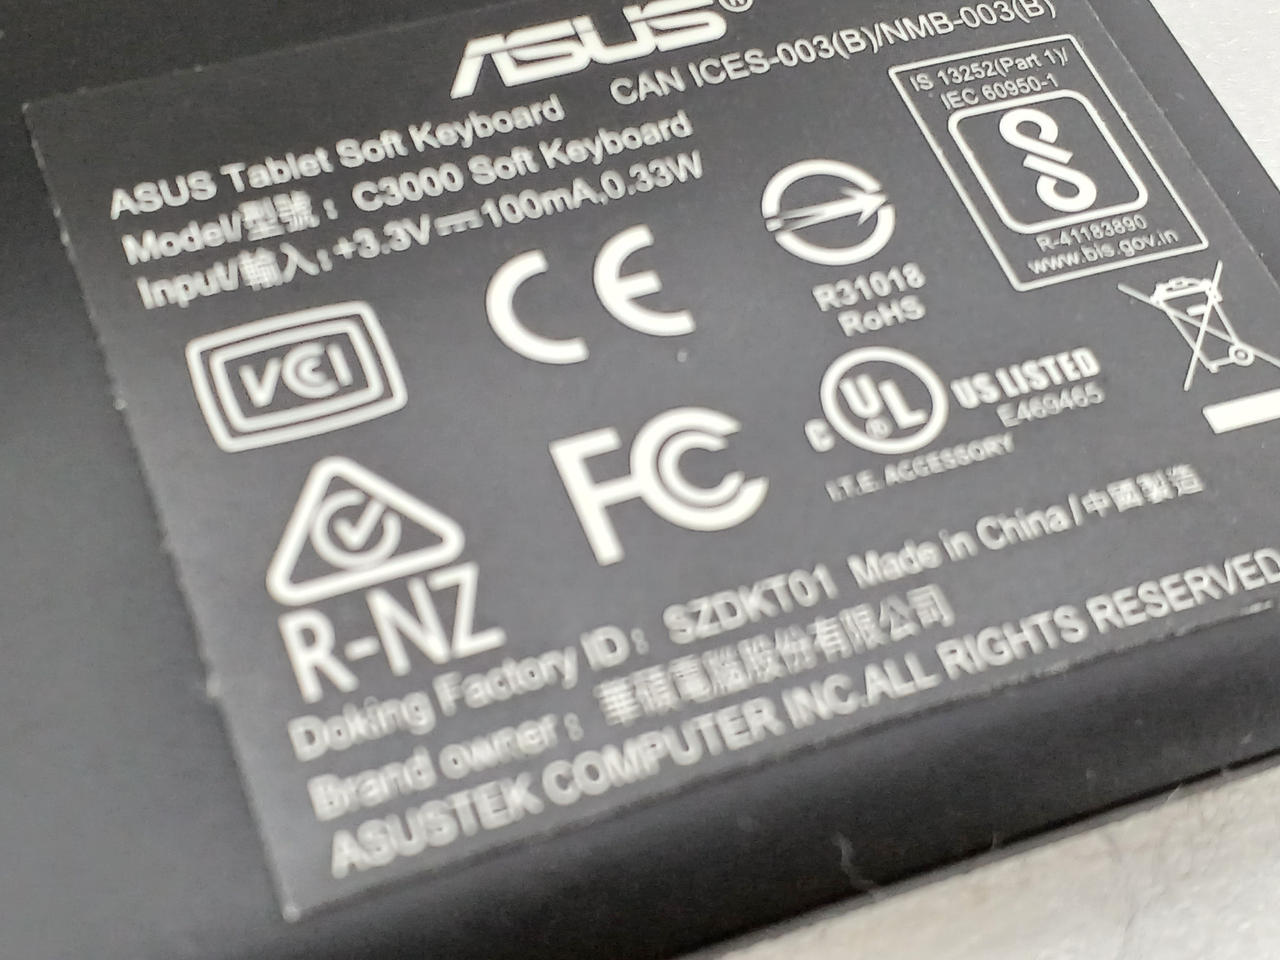 ASUS®
CAN ICES-003(B)/NMB-003(B)
ASUS Tablet Soft Keyboard
Model/型號: C3000 Soft Keyboard
Input/輸入: +3.3V⎓100mA,0.33W
IS 13252(Part 1)/
IEC 60950-1
R-41183890
www.bis.gov.in
R31018
RoHS
VCCI
CE
c UL® US LISTED
E469465
I.T.E. ACCESSORY
FCC
R-NZ
Doking Factory ID: SZDKT01 Made in China / 中國製造
Brand owner: 華碩電腦股份有限公司
ASUSTEK COMPUTER INC.ALL RIGHTS RESERVED